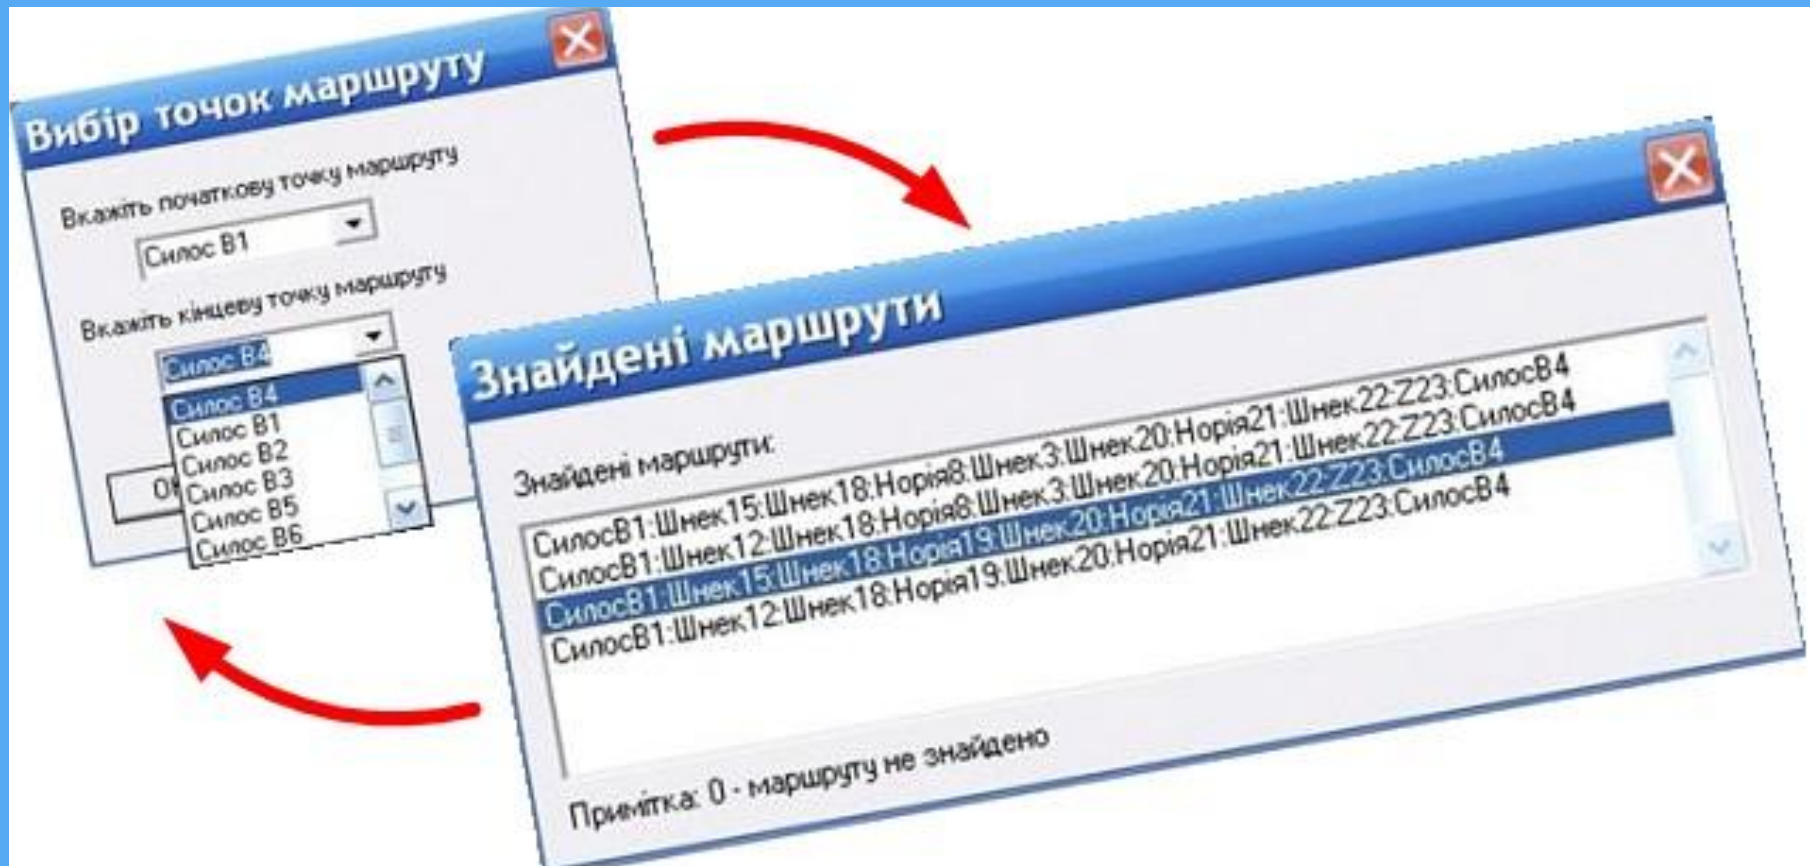 Вибір точок маршруту
Вкажіть початкову точку маршруту
Силос В1
Вкажіть кінцеву точку маршруту
Силос В4
Силос В4
Силос В1
Силос В2
Силос В3
Силос В5
Силос В6
Знайдені маршрути
Знайдені маршрути:
СилосВ1:Шнек15:Шнек18:Норія8:Шнек3:Шнек20:Норія21:Шнек22:Z23:СилосВ4
СилосВ1:Шнек12:Шнек18:Норія8:Шнек3:Шнек20:Норія21:Шнек22:Z23:СилосВ4
СилосВ1:Шнек15:Шнек18:Норія19:Шнек20:Норія21:Шнек22:Z23:СилосВ4
СилосВ1:Шнек12:Шнек18:Норія19:Шнек20:Норія21:Шнек22:Z23:СилосВ4
Примітка: 0 - маршруту не знайдено